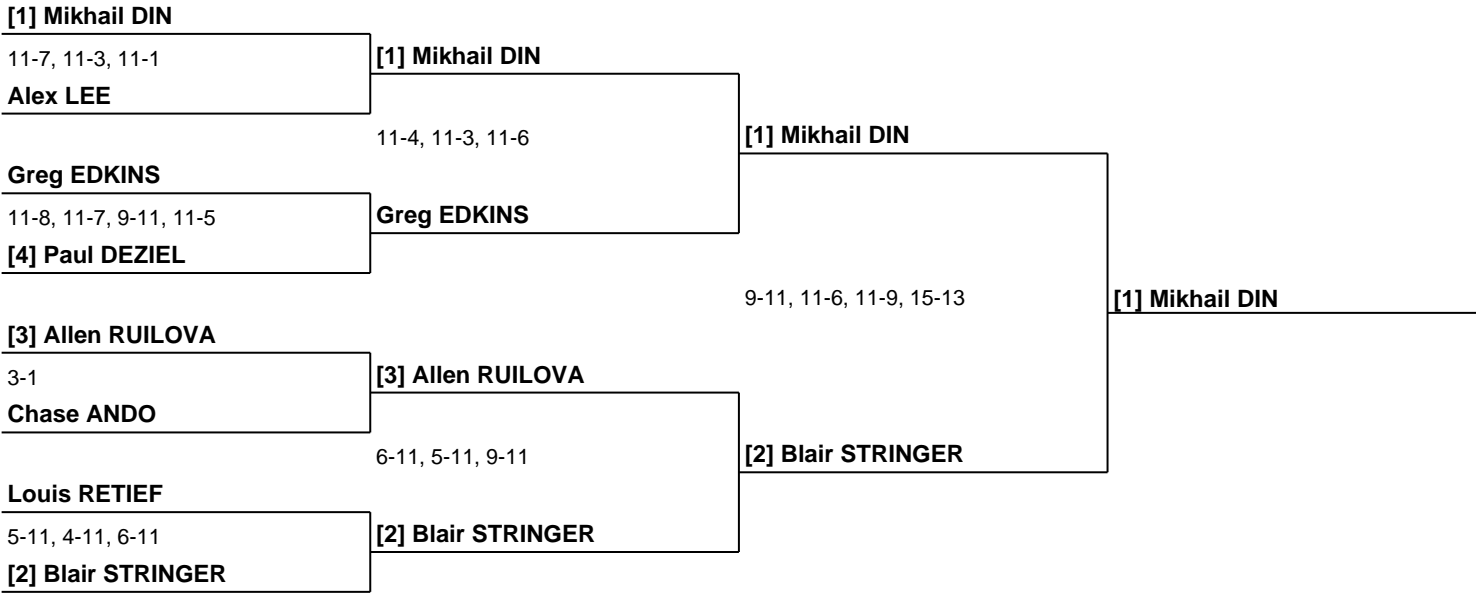 [1] Mikhail DIN
11-7, 11-3, 11-1
Alex LEE
Greg EDKINS
11-8, 11-7, 9-11, 11-5
[4] Paul DEZIEL
[3] Allen RUILOVA
3-1
Chase ANDO
Louis RETIEF
5-11, 4-11, 6-11
[2] Blair STRINGER
[1] Mikhail DIN
11-4, 11-3, 11-6
Greg EDKINS
[3] Allen RUILOVA
6-11, 5-11, 9-11
[2] Blair STRINGER
[1] Mikhail DIN
9-11, 11-6, 11-9, 15-13
[2] Blair STRINGER
[1] Mikhail DIN